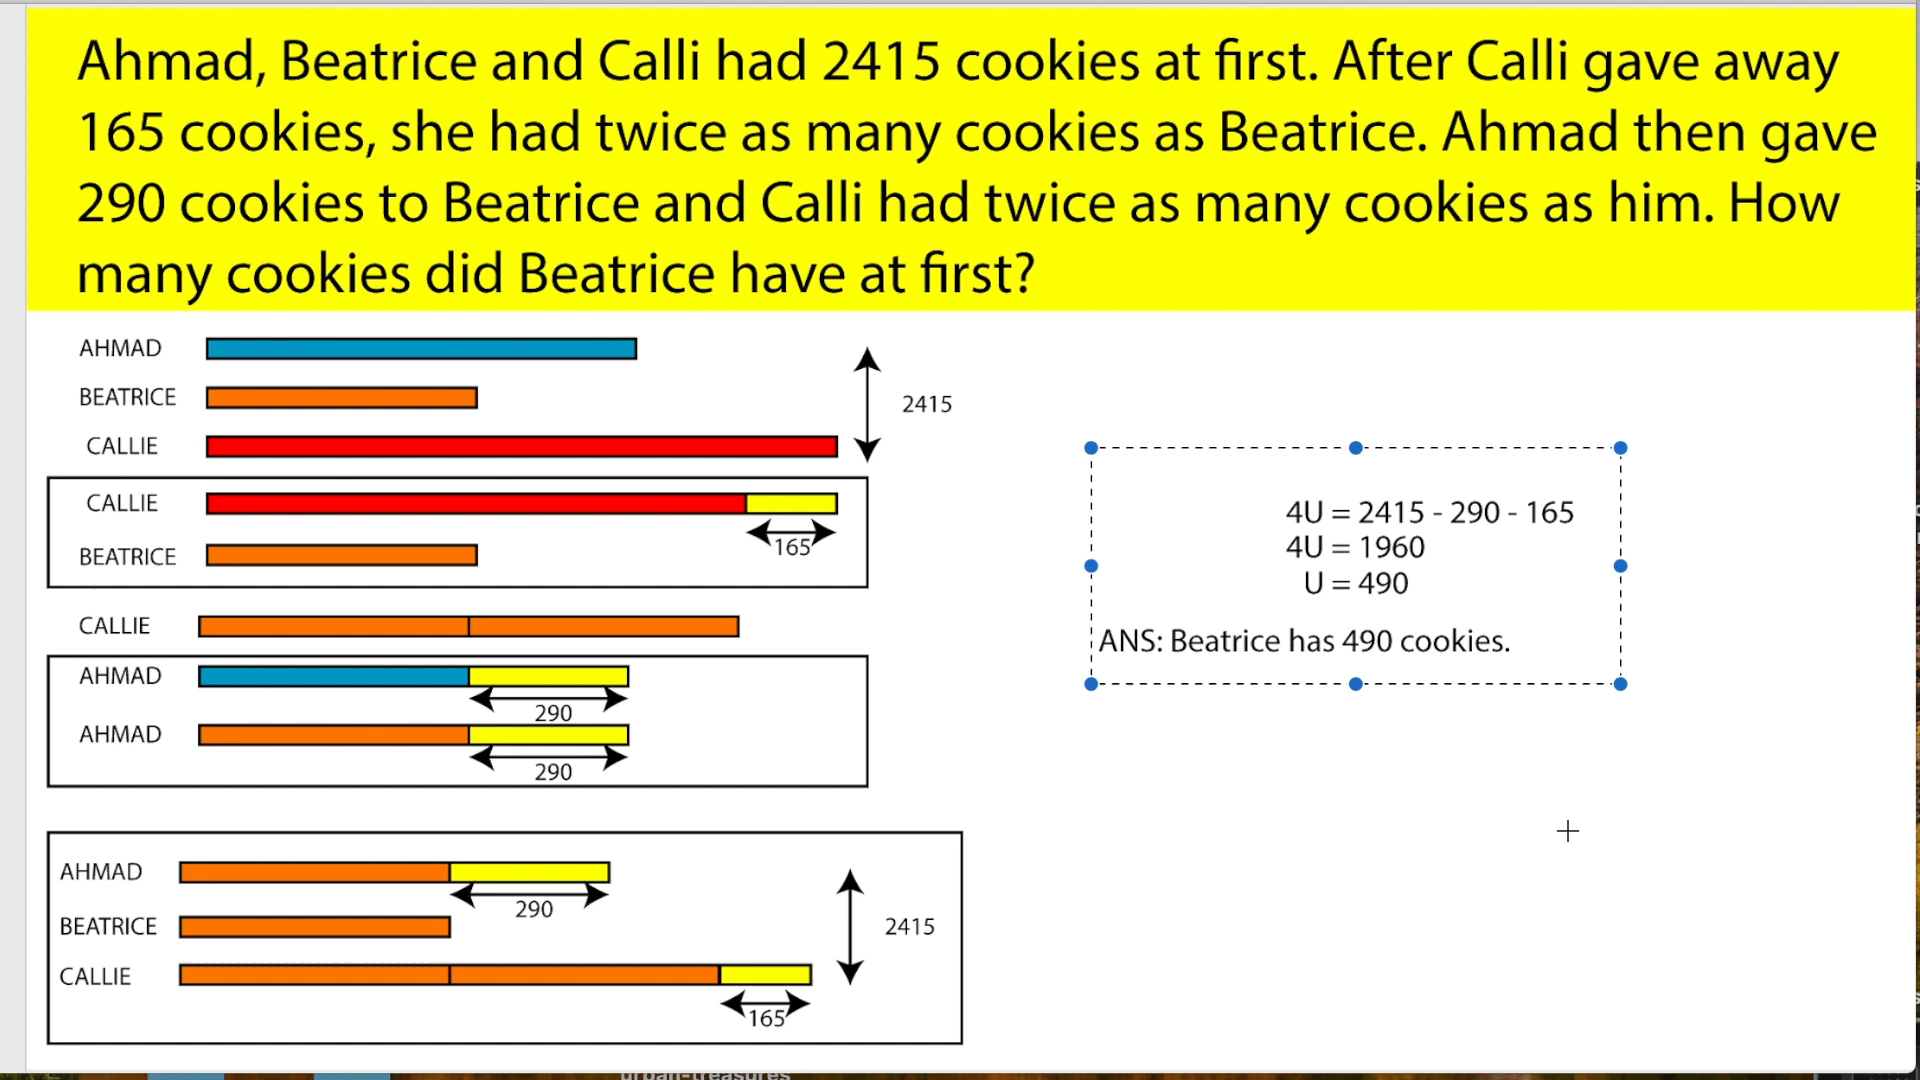 Ahmad, Beatrice and Calli had 2415 cookies at first. After Calli gave away
165 cookies, she had twice as many cookies as Beatrice. Ahmad then gave
290 cookies to Beatrice and Calli had twice as many cookies as him. How
many cookies did Beatrice have at first?
AHMAD
BEATRICE
2415
CALLIE
CALLIE
165
BEATRICE
CALLIE
AHMAD
290
AHMAD
290
4U = 2415 - 290 - 165
4U = 1960
U = 490
ANS: Beatrice has 490 cookies.
AHMAD
290
BEATRICE
2415
CALLIE
165
urban-treasures